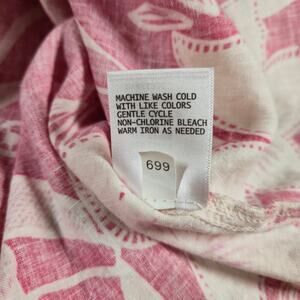 MACHINE WASH COLD
WITH LIKE COLORS
GENTLE CYCLE
NON-CHLORINE BLEACH
WARM IRON AS NEEDED
699